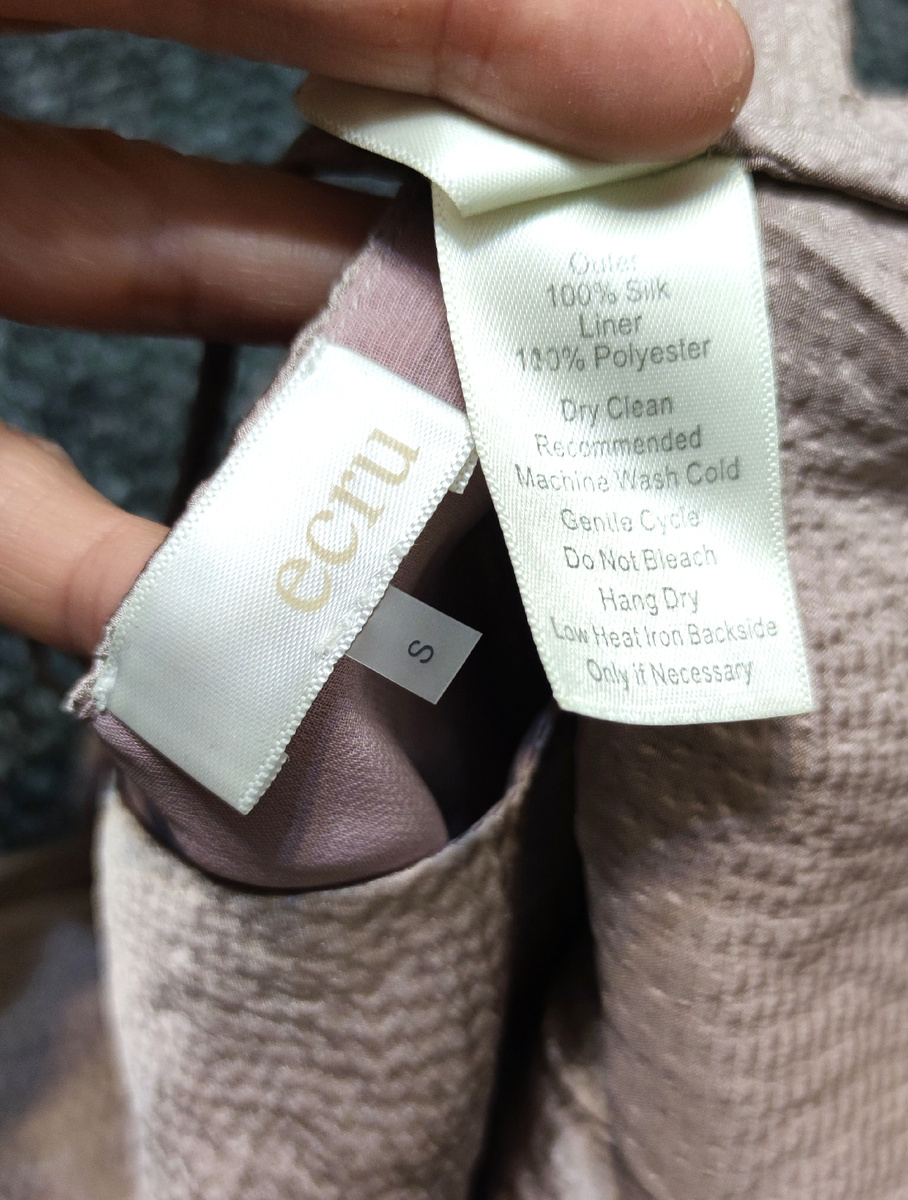 ecru
S
Outer
100% Silk
Liner
110% Polyester
Dry Clean
Recommended
Machine Wash Cold
Gentle Cycle
Do Not Bleach
Hang Dry
Low Heat Iron Backside
Only if Necessary